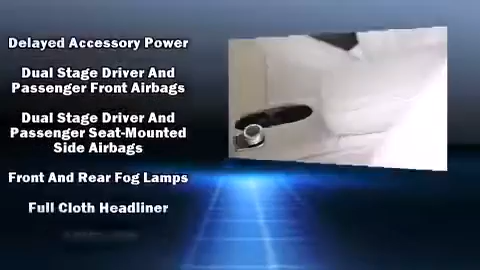 Delayed Accessory Power
Dual Stage Driver And
Passenger Front Airbags
Dual Stage Driver And
Passenger Seat-Mounted
Side Airbags
Front And Rear Fog Lamps
Full Cloth Headliner